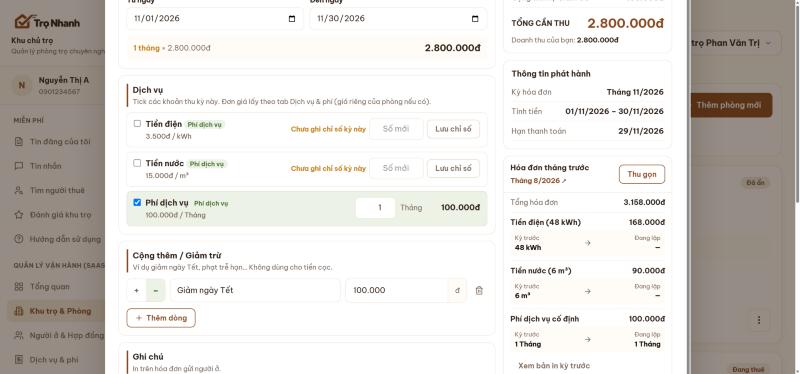 Trọ Nhanh
Khu chủ trọ
Quản lý phòng trọ chuyên ngh
N
Nguyễn Thị A
0901234567
MIỄN PHÍ
Tin đăng của tôi
Tin nhắn
Tìm người thuê
Đánh giá khu trọ
Hướng dẫn sử dụng
QUẢN LÝ VẬN HÀNH (SAAS
Tổng quan
Khu trọ & Phòng
Người ở & Hợp đồng
Dịch vụ & phí
11/01/2026
11/30/2026
1 tháng × 2.800.000đ
2.800.000đ
Dịch vụ
Tick các khoản thu kỳ này. Đơn giá lấy theo tab Dịch vụ & phí (giá riêng của phòng nếu có).
Tiền điện Phí dịch vụ
3.500đ / kWh
Chưa ghi chỉ số kỳ này
Số mới
Lưu chỉ số
Tiền nước Phí dịch vụ
15.000đ / m³
Chưa ghi chỉ số kỳ này
Số mới
Lưu chỉ số
Phí dịch vụ Phí dịch vụ
100.000đ / Tháng
1
Tháng
100.000đ
Cộng thêm / Giảm trừ
Ví dụ giảm ngày Tết, phạt trễ hạn... Không dùng cho tiền cọc.
+
−
Giảm ngày Tết
100.000
đ
+ Thêm dòng
Ghi chú
In trên hóa đơn gửi người ở.
TỔNG CẦN THU
2.800.000đ
Doanh thu của bạn: 2.800.000đ
Thông tin phát hành
Kỳ hóa đơn
Tháng 11/2026
Tính tiền
01/11/2026 – 30/11/2026
Hạn thanh toán
29/11/2026
Hóa đơn tháng trước
Tháng 8/2026 ↗
Thu gọn
Tổng hóa đơn
3.158.000đ
Tiền điện (48 kWh)
168.000đ
Kỳ trước
48 kWh
→
Đang lập
—
Tiền nước (6 m³)
90.000đ
Kỳ trước
6 m³
→
Đang lập
—
Phí dịch vụ cố định
100.000đ
Kỳ trước
1 Tháng
→
Đang lập
1 Tháng
Xem bản in kỳ trước
trọ Phan Văn Trị
Thêm phòng mới
Đã ẩn
Đang thuê